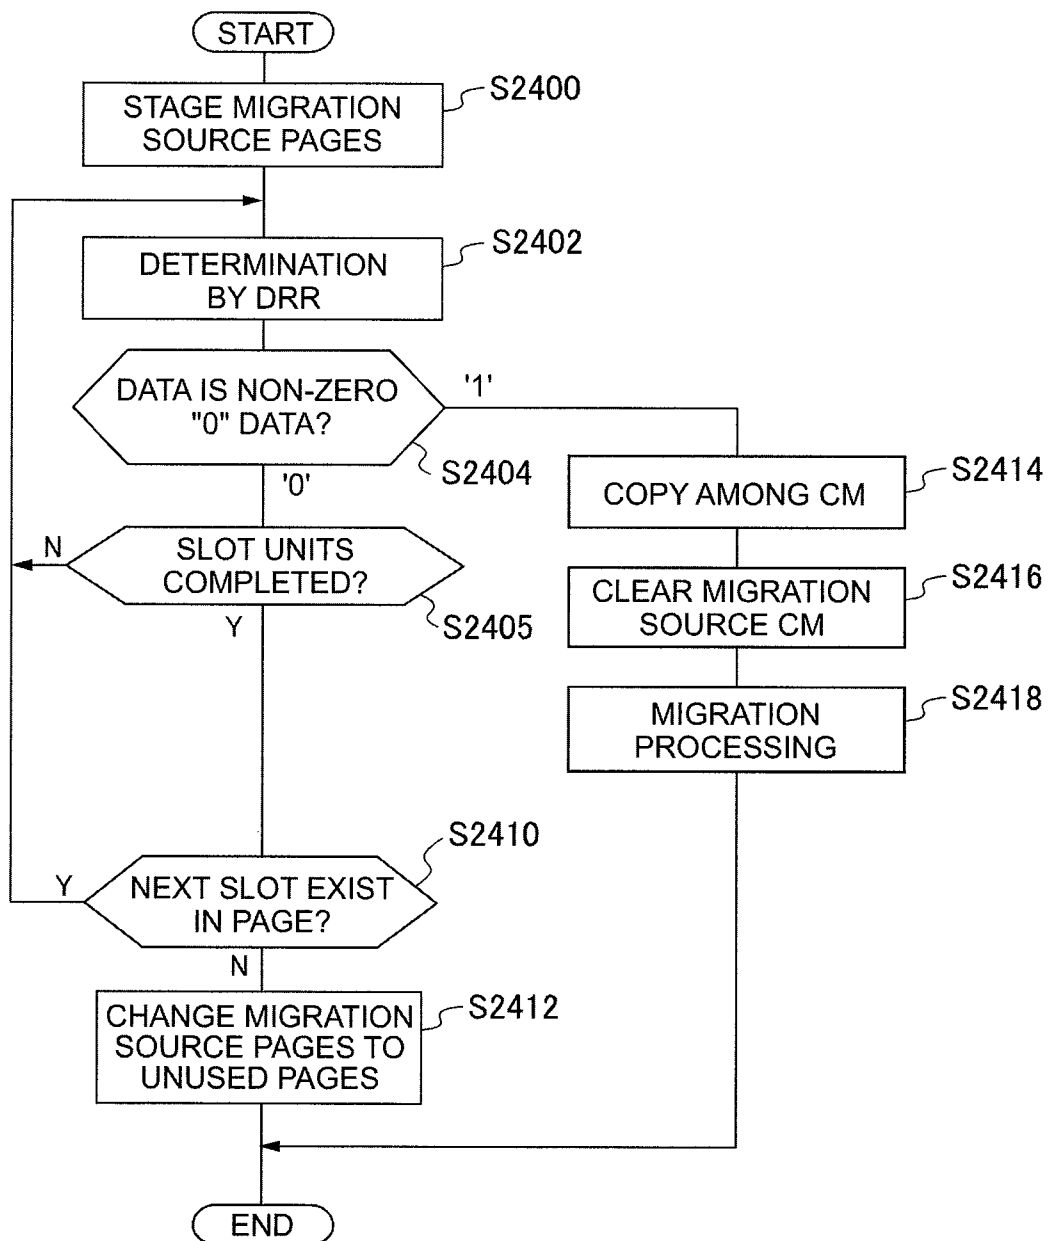 START
STAGE MIGRATION
SOURCE PAGES
S2400
DETERMINATION
BY DRR
S2402
DATA IS NON-ZERO
"0" DATA?
'1'
S2404
'0'
COPY AMONG CM
S2414
SLOT UNITS
COMPLETED?
N
S2405
Y
CLEAR MIGRATION
SOURCE CM
S2416
MIGRATION
PROCESSING
S2418
S2410
NEXT SLOT EXIST
IN PAGE?
Y
N
CHANGE MIGRATION
SOURCE PAGES TO
UNUSED PAGES
S2412
END